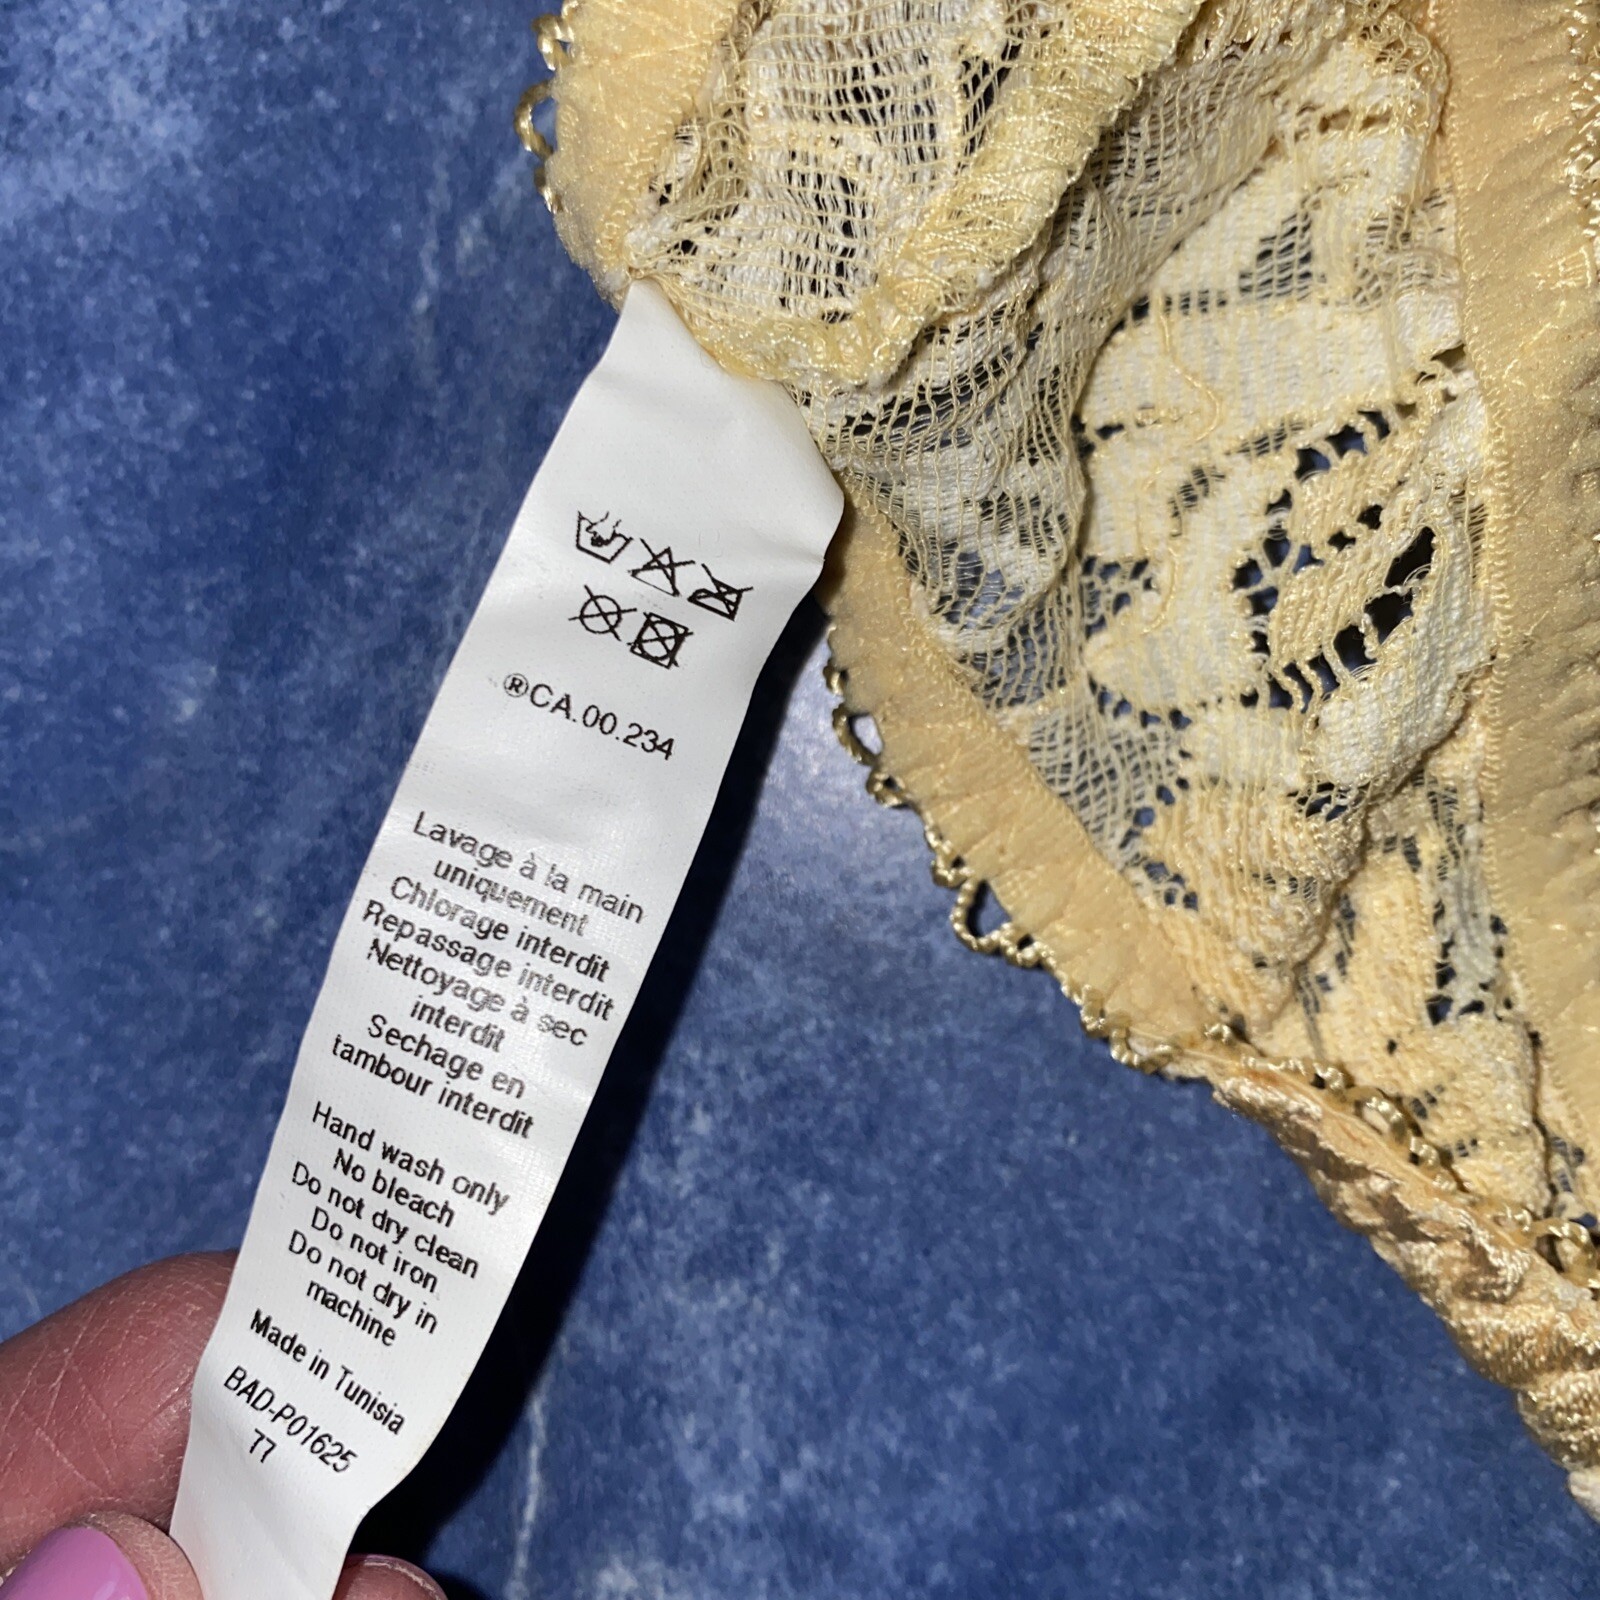 ®CA.00.234
Lavage à la main
uniquement
Chlorage interdit
Repassage interdit
Nettoyage à sec
interdit
Sechage en
tambour interdit
Hand wash only
No bleach
Do not dry clean
Do not iron
Do not dry in
machine
Made in Tunisia
BAD-P01625
T7